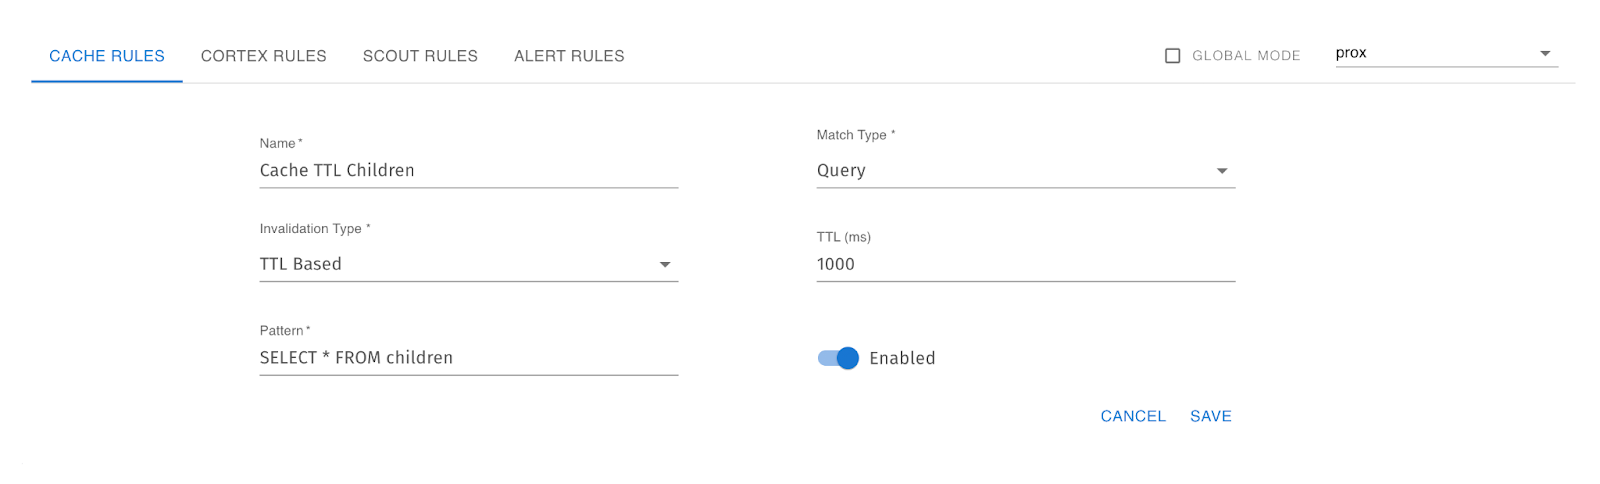 CACHE RULES CORTEX RULES SCOUT RULES ALERT RULES GLOBAL MODE prox
Name *
Cache TTL Children
Match Type *
Query
Invalidation Type *
TTL Based
TTL (ms)
1000
Pattern *
SELECT * FROM children
Enabled
CANCEL SAVE